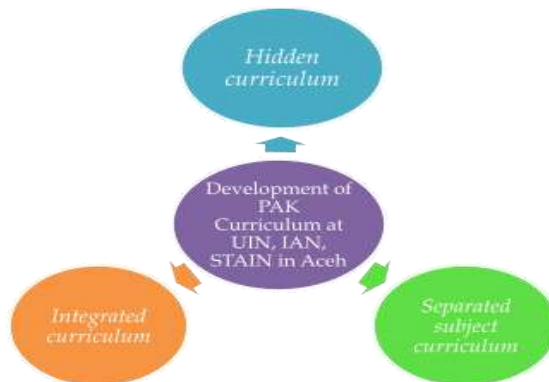 Hidden
curriculum
Development of
PAK
Curriculum at
UIN, IAN,
STAIN in Aceh
Integrated
curriculum
Separated
subject
curriculum